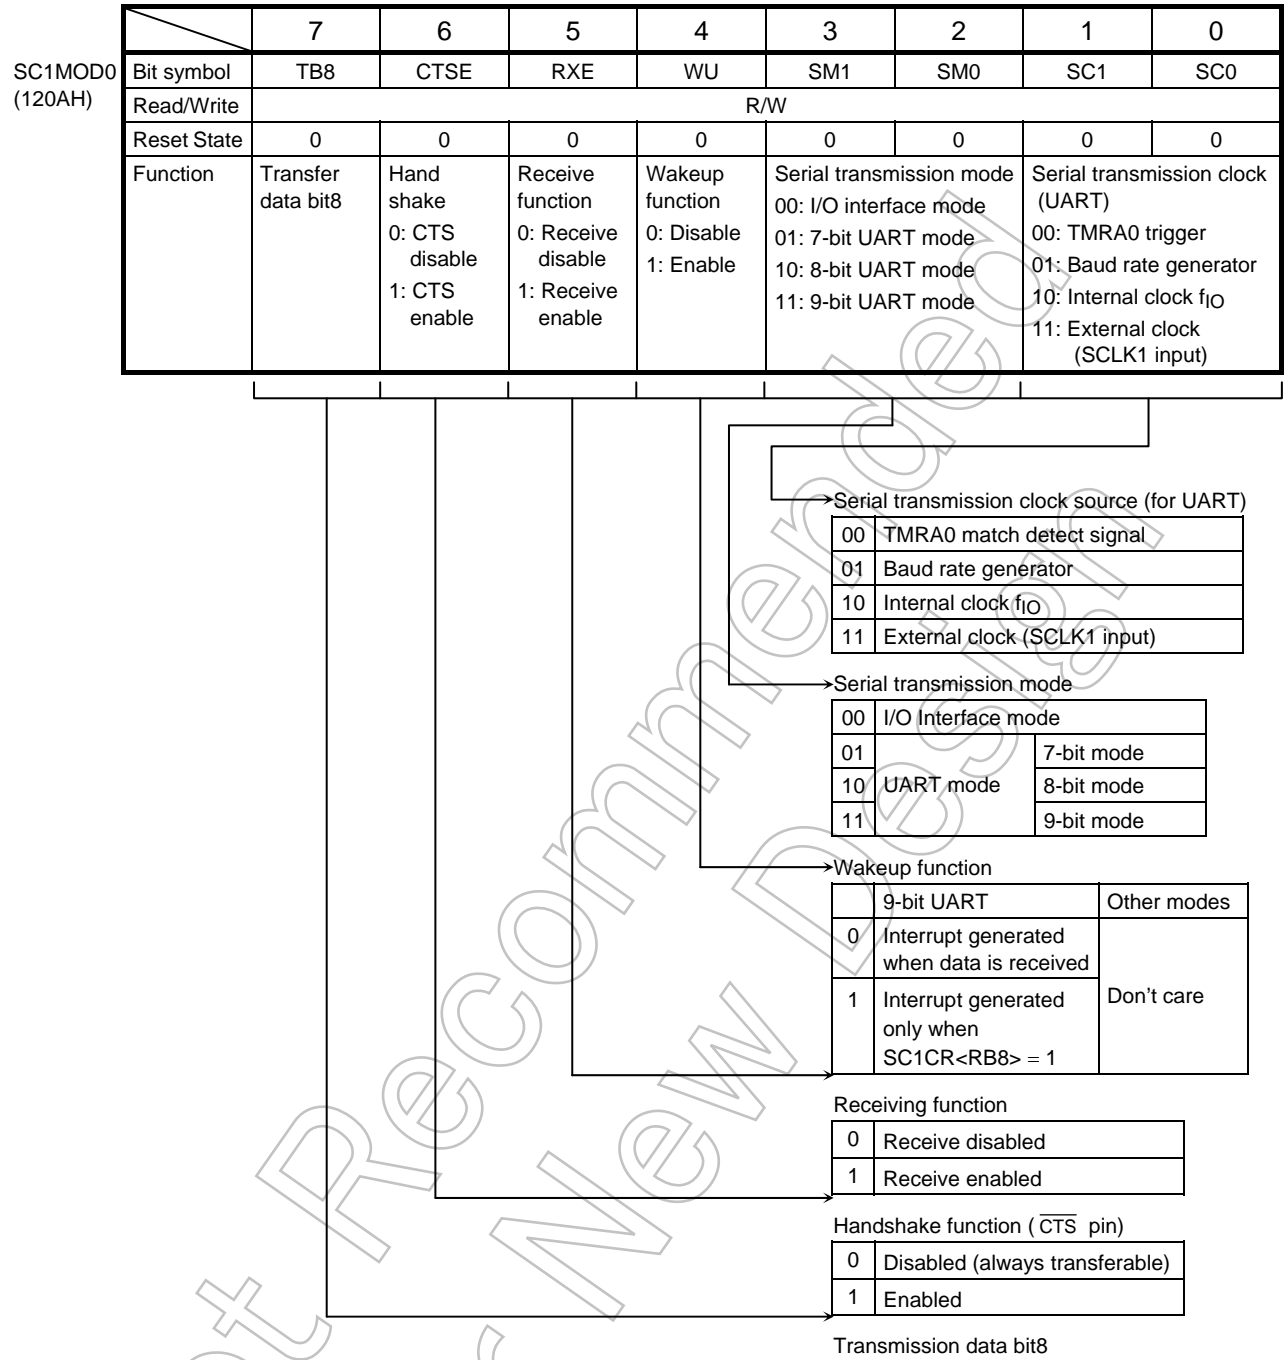 7 6 5 4 3 2 1 0
SC1MOD0 (120AH)
Bit symbol TB8 CTSE RXE WU SM1 SM0 SC1 SC0
Read/Write R/W
Reset State 0 0 0 0 0 0 0 0
Function
Transfer
data bit8
Hand
shake
0: CTS
disable
1: CTS
enable
Receive
function
0: Receive
disable
1: Receive
enable
Wakeup
function
0: Disable
1: Enable
Serial transmission mode
00: I/O interface mode
01: 7-bit UART mode
10: 8-bit UART mode
11: 9-bit UART mode
Serial transmission clock
(UART)
00: TMRA0 trigger
01: Baud rate generator
10: Internal clock fIO
11: External clock
(SCLK1 input)
Serial transmission clock source (for UART)
00 TMRA0 match detect signal
01 Baud rate generator
10 Internal clock fIO
11 External clock (SCLK1 input)
Serial transmission mode
00 I/O Interface mode
01 7-bit mode
10 UART mode 8-bit mode
11 9-bit mode
Wakeup function
9-bit UART Other modes
0 Interrupt generated
when data is received
1 Interrupt generated
only when
SC1CR<RB8> = 1
Don't care
Receiving function
0 Receive disabled
1 Receive enabled
Handshake function ( C̅T̅S̅ pin)
0 Disabled (always transferable)
1 Enabled
Transmission data bit8
Not Recommended
for New Design